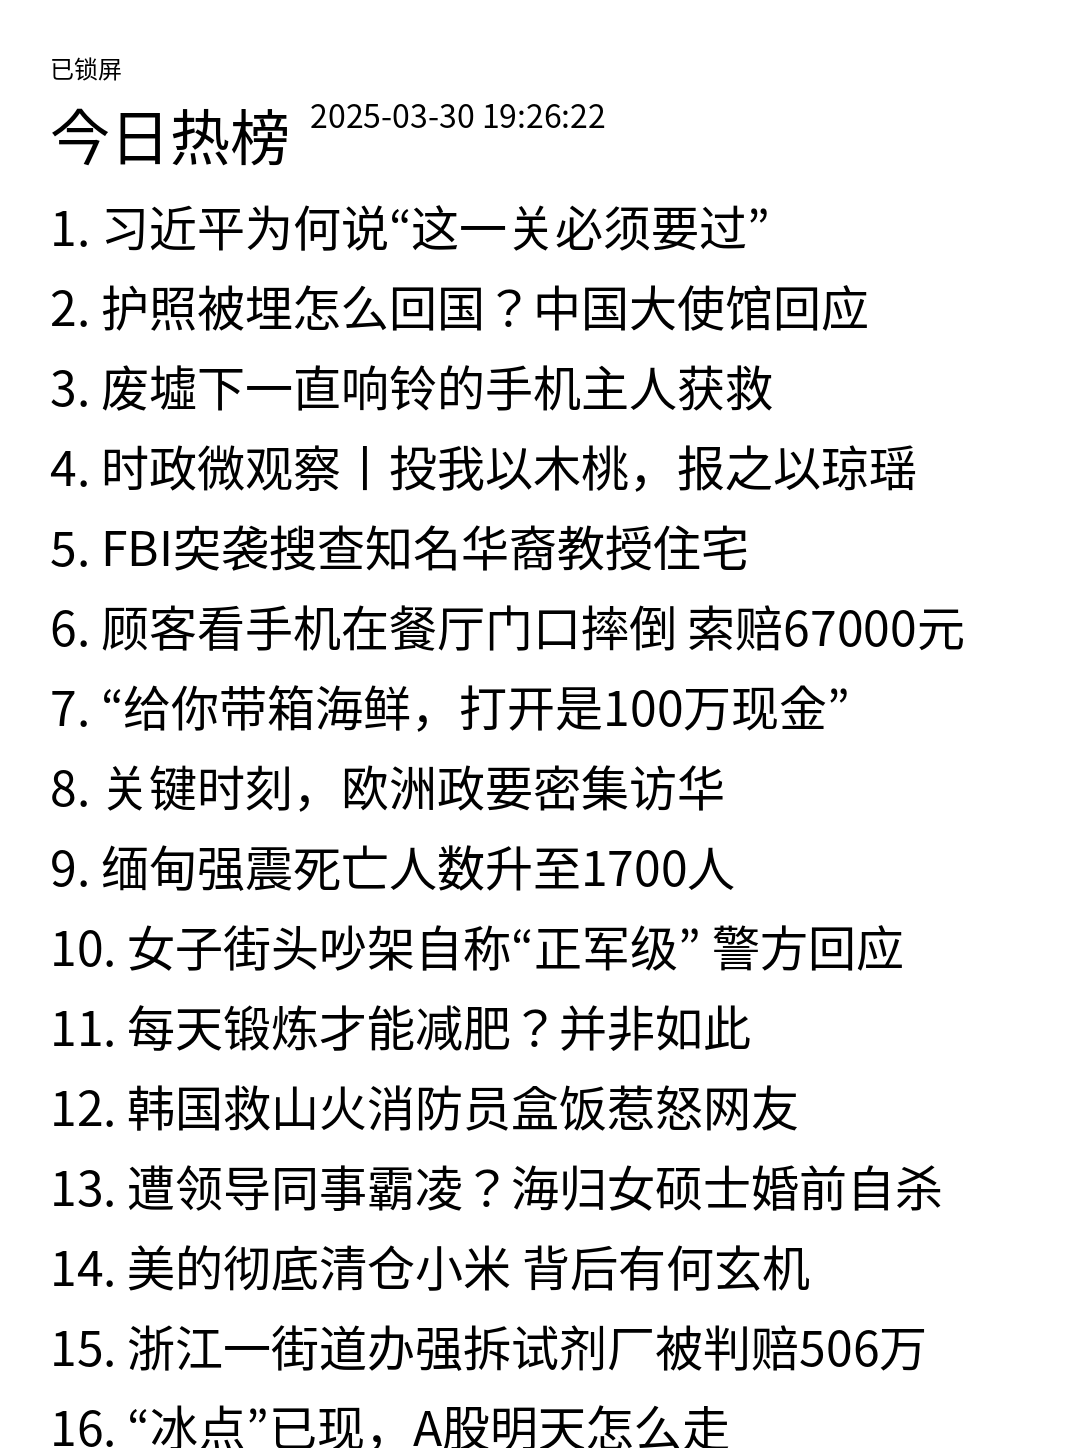 已锁屏
今日热榜 2025-03-30 19:26:22
1. 习近平为何说“这一关必须要过”
2. 护照被埋怎么回国？中国大使馆回应
3. 废墟下一直响铃的手机主人获救
4. 时政微观察丨投我以木桃，报之以琼瑶
5. FBI突袭搜查知名华裔教授住宅
6. 顾客看手机在餐厅门口摔倒 索赔67000元
7. “给你带箱海鲜，打开是100万现金”
8. 关键时刻，欧洲政要密集访华
9. 缅甸强震死亡人数升至1700人
10. 女子街头吵架自称“正军级” 警方回应
11. 每天锻炼才能减肥？并非如此
12. 韩国救山火消防员盒饭惹怒网友
13. 遭领导同事霸凌？海归女硕士婚前自杀
14. 美的彻底清仓小米 背后有何玄机
15. 浙江一街道办强拆试剂厂被判赔506万
16. “冰点”已现，A股明天怎么走